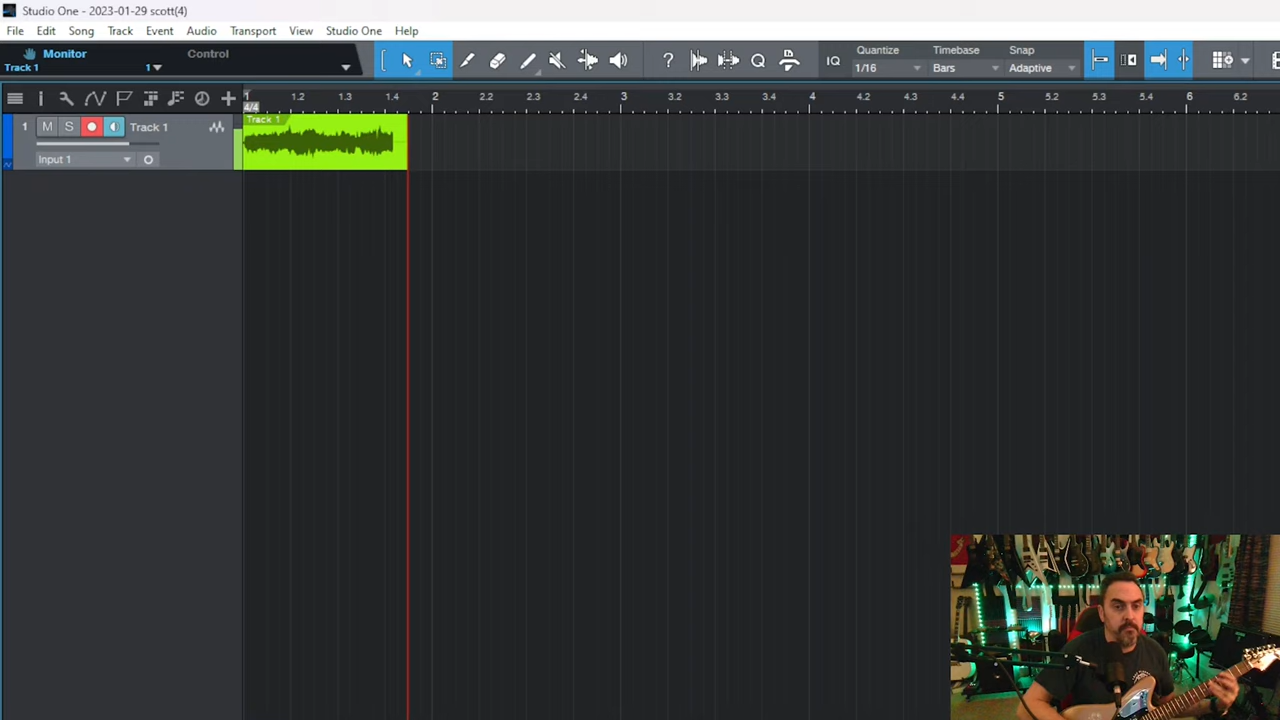 Studio One - 2023-01-29 scott(4)
File Edit Song Track Event Audio Transport View Studio One Help
Monitor Control
Track 1 1
? IQ
Quantize Timebase Snap
1/16 Bars Adaptive
1 1.2 1.3 1.4 2 2.2 2.3 2.4 3 3.2 3.3 3.4 4 4.2 4.3 4.4 5 5.2 5.3 5.4 6 6.2
4/4
1 M S Track 1
Track 1
Input 1